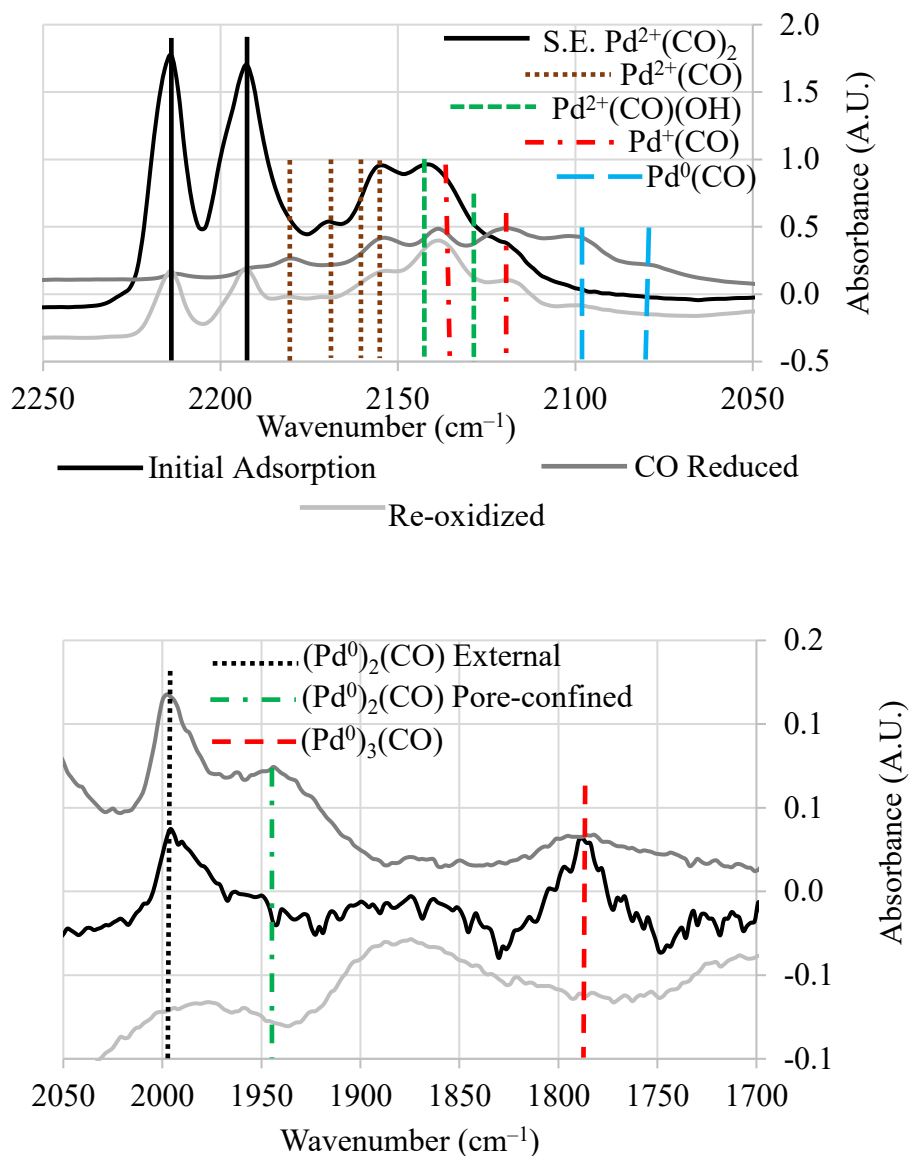 2.0
S.E. Pd²⁺(CO)₂
Pd²⁺(CO)
1.5
Pd²⁺(CO)(OH)
Pd⁺(CO)
1.0
Pd⁰(CO)
0.5
0.0
-0.5
Absorbance (A.U.)
2250 2200 2150 2100 2050
Wavenumber (cm⁻¹)
Initial Adsorption CO Reduced
Re-oxidized
0.2
(Pd⁰)₂(CO) External
(Pd⁰)₂(CO) Pore-confined
0.1
(Pd⁰)₃(CO)
0.1
0.0
-0.1
-0.1
Absorbance (A.U.)
2050 2000 1950 1900 1850 1800 1750 1700
Wavenumber (cm⁻¹)